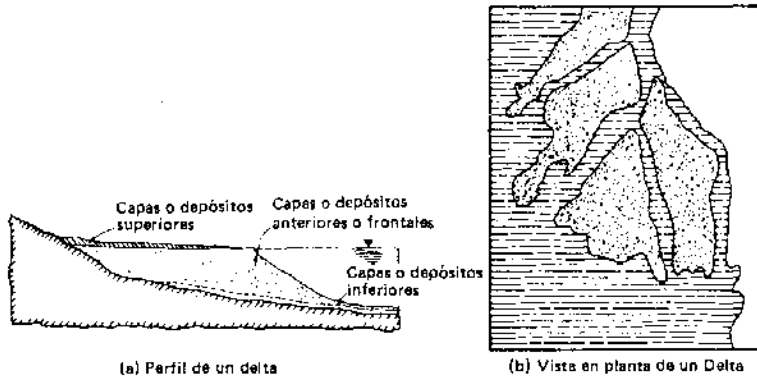 Capas o depósitos
superiores
Capas o depósitos
anteriores o frontales
Capas o depósitos
inferiores
(a) Perfil de un delta
(b) Vista en planta de un Delta